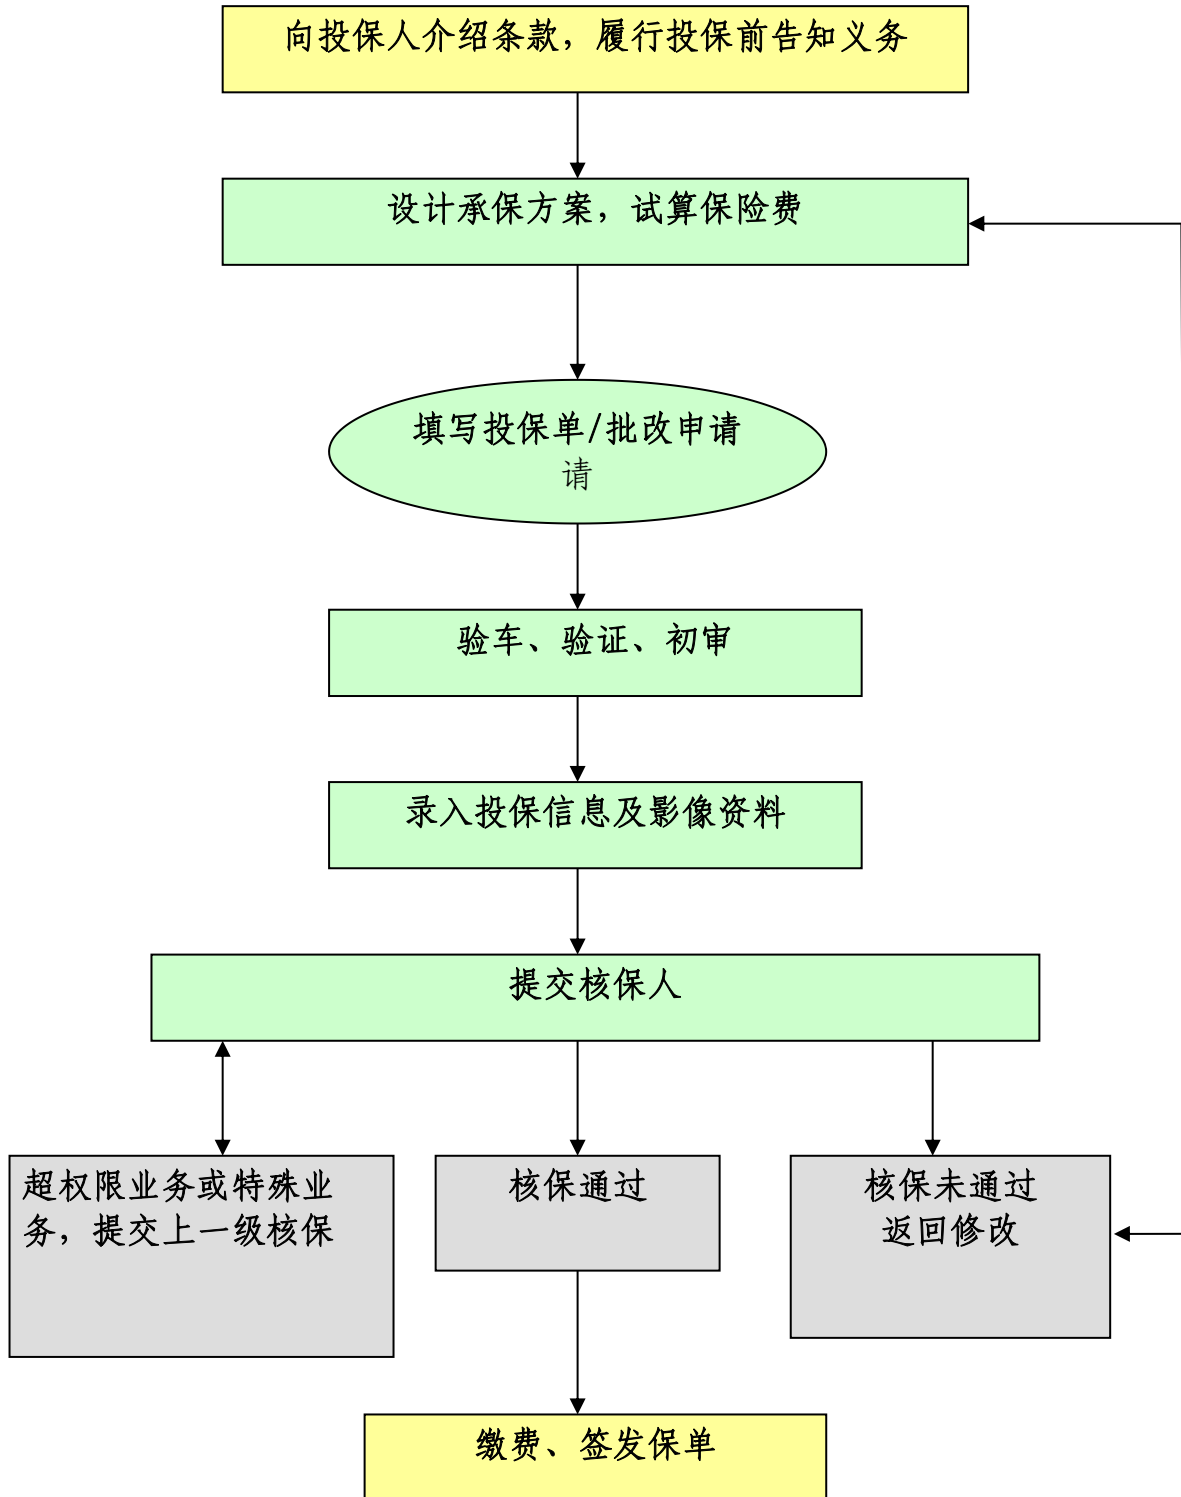 向投保人介绍条款，履行投保前告知义务
设计承保方案，试算保险费
填写投保单/批改申请
请
验车、验证、初审
录入投保信息及影像资料
提交核保人
超权限业务或特殊业
务，提交上一级核保
核保通过
核保未通过
返回修改
缴费、签发保单